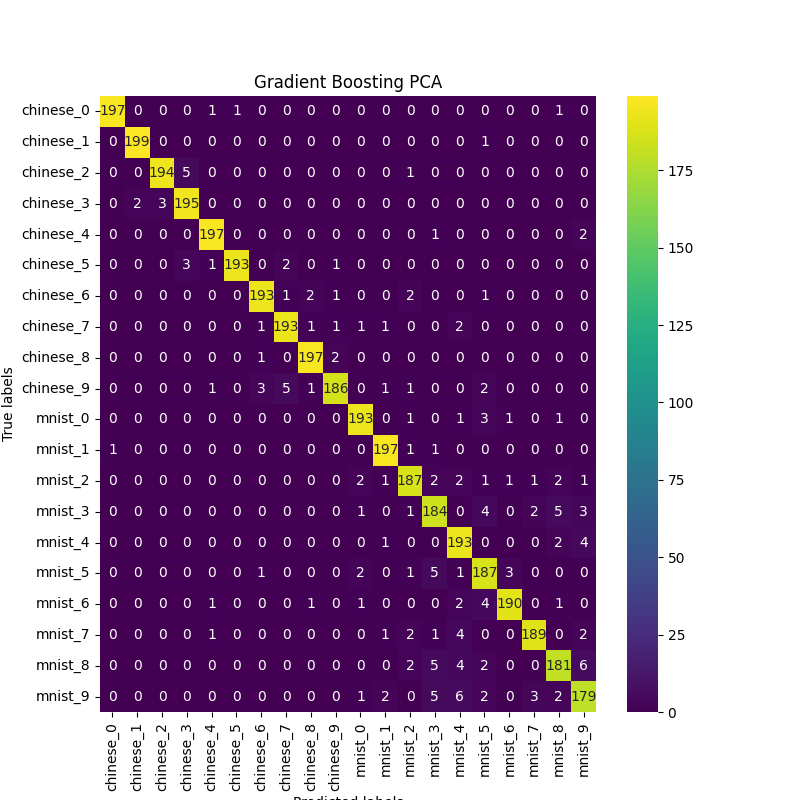 Gradient Boosting PCA
chinese_0 197 0 0 0 1 1 0 0 0 0 0 0 0 0 0 0 0 0 1 0
chinese_1 0 199 0 0 0 0 0 0 0 0 0 0 0 0 0 1 0 0 0 0
chinese_2 0 0 194 5 0 0 0 0 0 0 0 0 1 0 0 0 0 0 0 0
chinese_3 0 2 3 195 0 0 0 0 0 0 0 0 0 0 0 0 0 0 0 0
chinese_4 0 0 0 0 197 0 0 0 0 0 0 0 0 1 0 0 0 0 0 2
chinese_5 0 0 0 3 1 193 0 2 0 1 0 0 0 0 0 0 0 0 0 0
chinese_6 0 0 0 0 0 0 193 1 2 1 0 0 2 0 0 1 0 0 0 0
chinese_7 0 0 0 0 0 0 1 193 1 1 1 1 0 0 2 0 0 0 0 0
chinese_8 0 0 0 0 0 0 1 0 197 2 0 0 0 0 0 0 0 0 0 0
chinese_9 0 0 0 0 1 0 3 5 1 186 0 1 1 0 0 2 0 0 0 0
mnist_0 0 0 0 0 0 0 0 0 0 0 193 0 1 0 1 3 1 0 1 0
mnist_1 1 0 0 0 0 0 0 0 0 0 0 197 1 1 0 0 0 0 0 0
mnist_2 0 0 0 0 0 0 0 0 0 0 2 1 187 2 2 1 1 1 2 1
mnist_3 0 0 0 0 0 0 0 0 0 0 1 0 1 184 0 4 0 2 5 3
mnist_4 0 0 0 0 0 0 0 0 0 0 0 1 0 0 193 0 0 0 2 4
mnist_5 0 0 0 0 0 0 1 0 0 0 2 0 1 5 1 187 3 0 0 0
mnist_6 0 0 0 0 1 0 0 0 1 0 1 0 0 0 2 4 190 0 1 0
mnist_7 0 0 0 0 1 0 0 0 0 0 0 1 2 1 4 0 0 189 0 2
mnist_8 0 0 0 0 0 0 0 0 0 0 0 0 2 5 4 2 0 0 181 6
mnist_9 0 0 0 0 0 0 0 0 0 0 1 2 0 5 6 2 0 3 2 179
chinese_0 chinese_1 chinese_2 chinese_3 chinese_4 chinese_5 chinese_6 chinese_7 chinese_8 chinese_9 mnist_0 mnist_1 mnist_2 mnist_3 mnist_4 mnist_5 mnist_6 mnist_7 mnist_8 mnist_9
True labels
Predicted labels
175
150
125
100
75
50
25
0